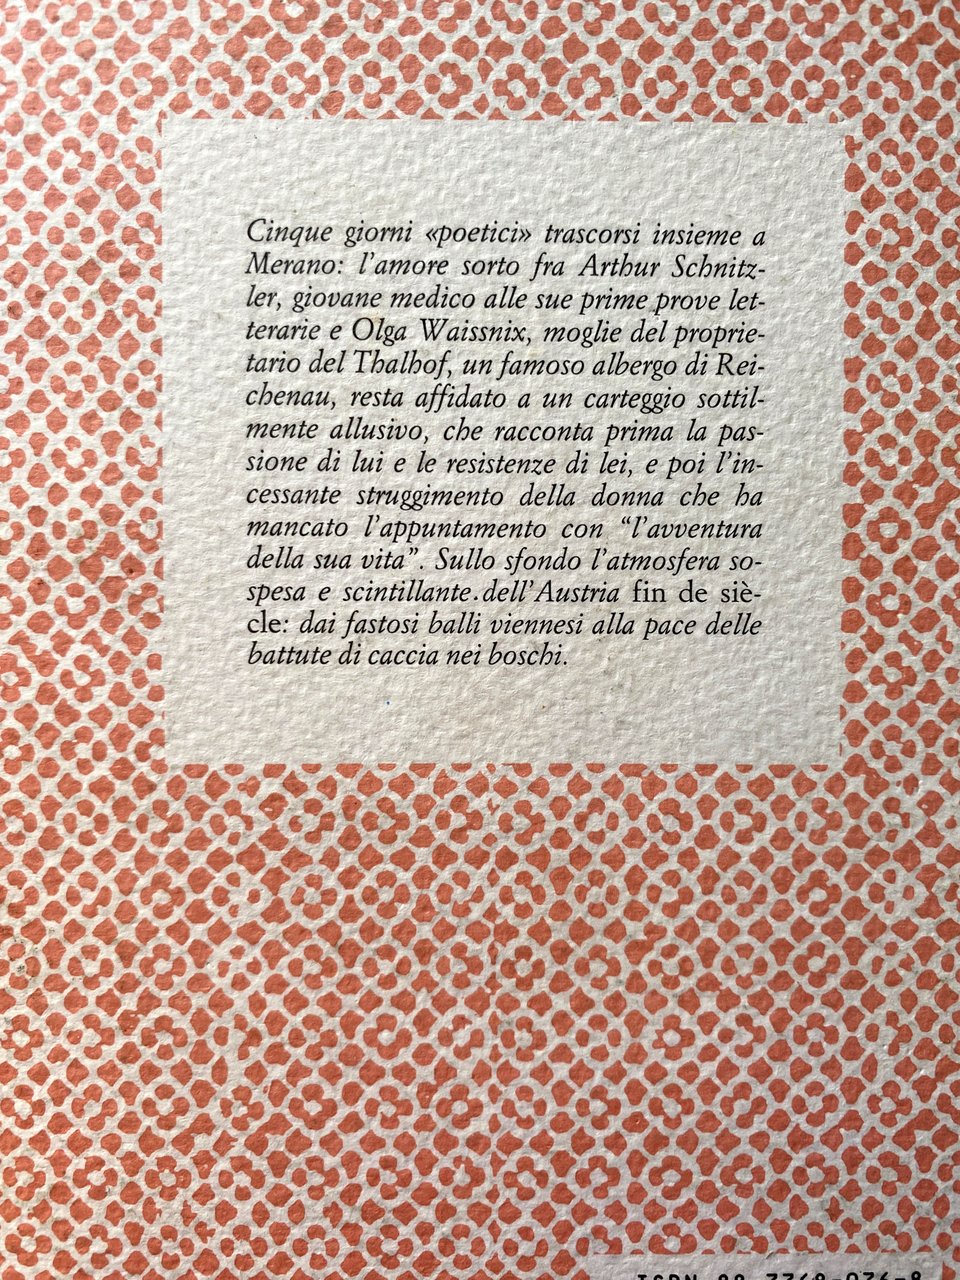 Cinque giorni «poetici» trascorsi insieme a
Merano: l'amore sorto fra Arthur Schnitz-
ler, giovane medico alle sue prime prove let-
terarie e Olga Waissnix, moglie del proprie-
tario del Thalhof, un famoso albergo di Rei-
chenau, resta affidato a un carteggio sottil-
mente allusivo, che racconta prima la pas-
sione di lui e le resistenze di lei, e poi l'in-
cessante struggimento della donna che ha
mancato l'appuntamento con “l'avventura
della sua vita”. Sullo sfondo l'atmosfera so-
spesa e scintillante dell'Austria fin de siè-
cle: dai fastosi balli viennesi alla pace delle
battute di caccia nei boschi.
ISBN